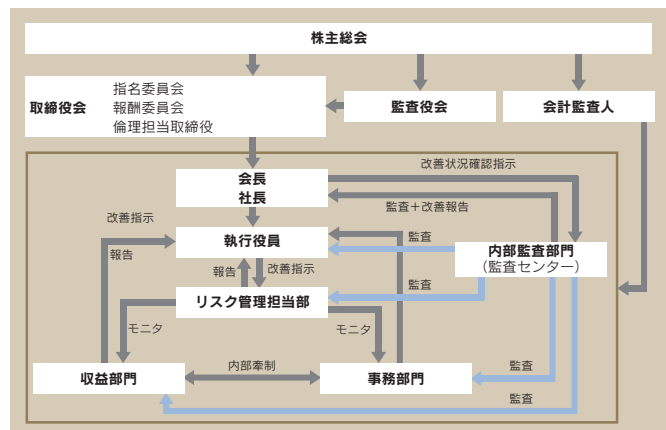 株主総会
取締役会
指名委員会
報酬委員会
倫理担当取締役
監査役会
会計監査人
改善状況確認指示
会長
社長
監査＋改善報告
改善指示
執行役員
監査
内部監査部門
（監査センター）
報告
報告
改善指示
監査
リスク管理担当部
モニタ
モニタ
収益部門
内部牽制
事務部門
監査
監査